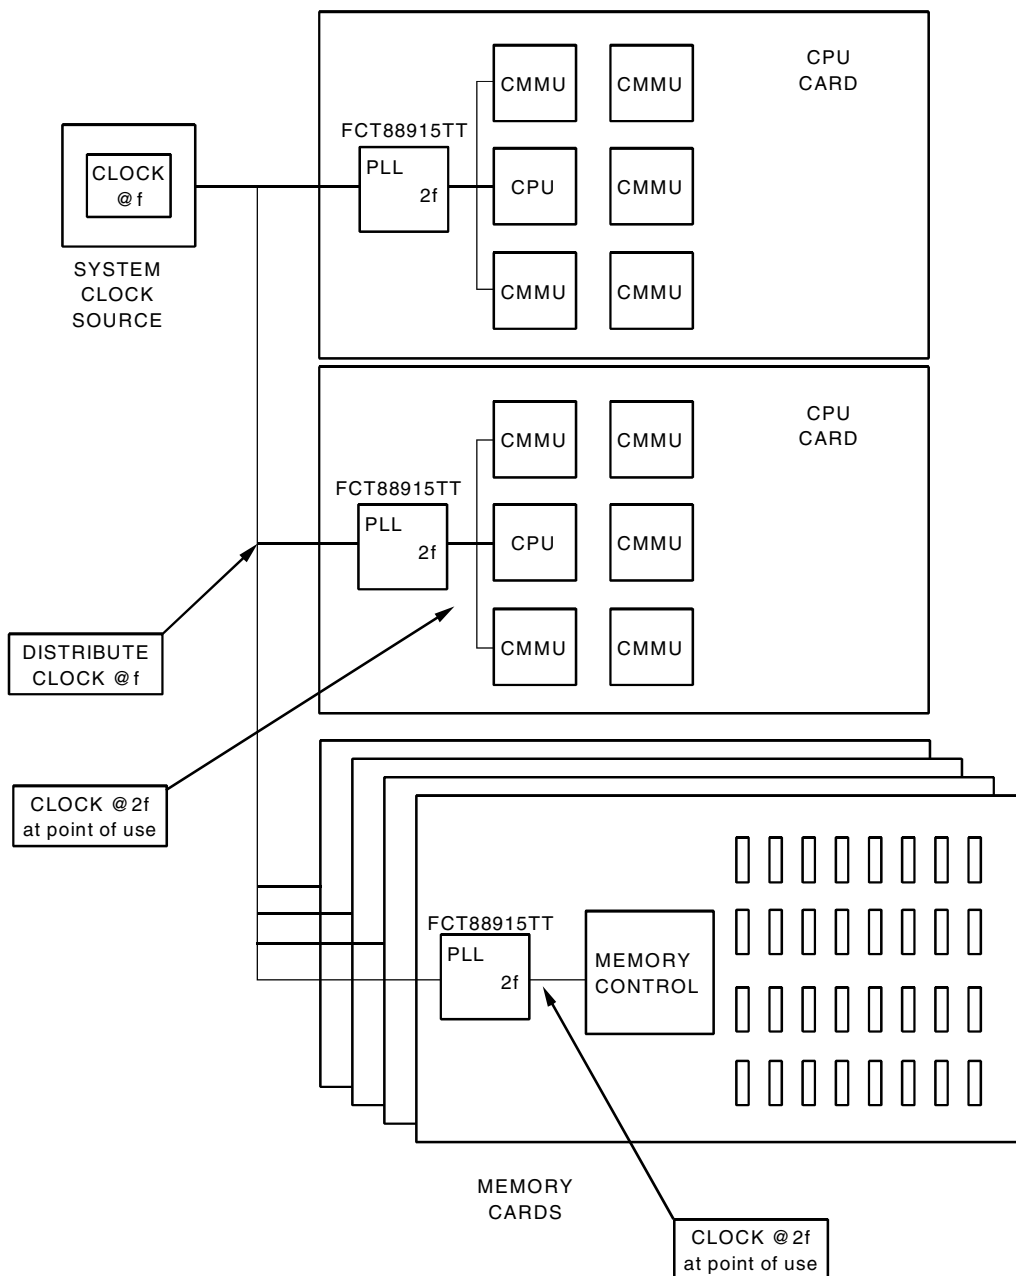 CPU
CARD
CMMU
CMMU
FCT88915TT
CLOCK
@f
PLL
2f
CPU
CMMU
SYSTEM
CLOCK
SOURCE
CMMU
CMMU
CPU
CARD
CMMU
CMMU
FCT88915TT
PLL
2f
CPU
CMMU
DISTRIBUTE
CLOCK @f
CMMU
CMMU
CLOCK @2f
at point of use
FCT88915TT
PLL
2f
MEMORY
CONTROL
MEMORY
CARDS
CLOCK @2f
at point of use